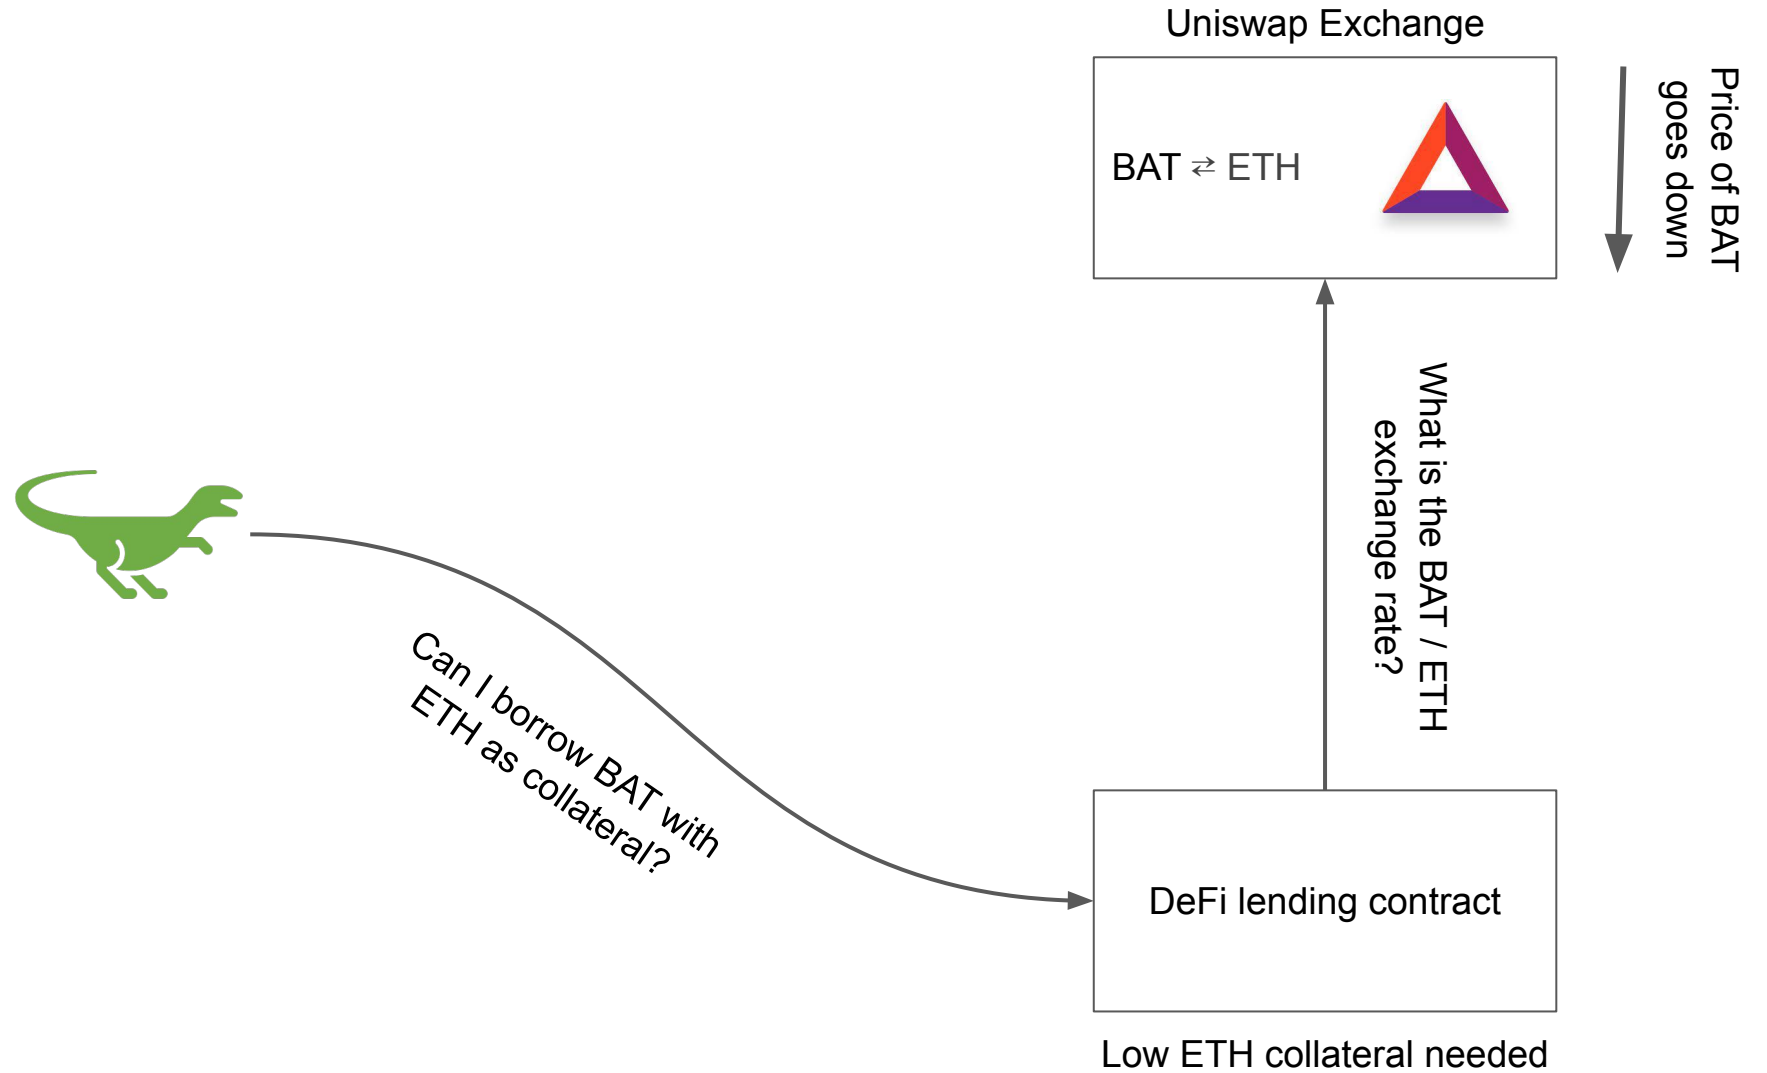 Uniswap Exchange
BAT ⇄ ETH
Price of BAT
goes down
What is the BAT / ETH
exchange rate?
Can I borrow BAT with
ETH as collateral?
DeFi lending contract
Low ETH collateral needed